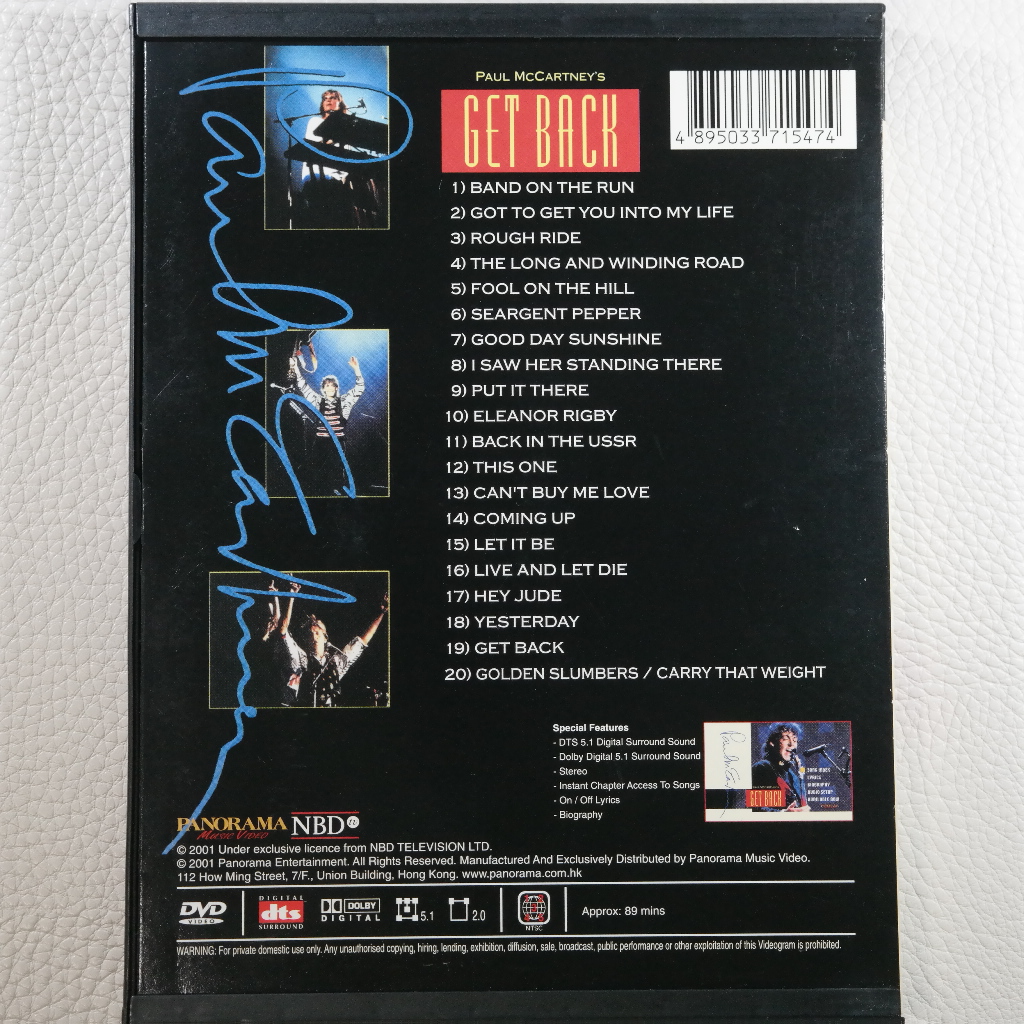 Paul McCartney
PAUL MCCARTNEY'S
GET BACK
4 895033 715474
1) BAND ON THE RUN
2) GOT TO GET YOU INTO MY LIFE
3) ROUGH RIDE
4) THE LONG AND WINDING ROAD
5) FOOL ON THE HILL
6) SEARGENT PEPPER
7) GOOD DAY SUNSHINE
8) I SAW HER STANDING THERE
9) PUT IT THERE
10) ELEANOR RIGBY
11) BACK IN THE USSR
12) THIS ONE
13) CAN'T BUY ME LOVE
14) COMING UP
15) LET IT BE
16) LIVE AND LET DIE
17) HEY JUDE
18) YESTERDAY
19) GET BACK
20) GOLDEN SLUMBERS / CARRY THAT WEIGHT
Special Features
- DTS 5.1 Digital Surround Sound
- Dolby Digital 5.1 Surround Sound
- Stereo
- Instant Chapter Access To Songs
- On / Off Lyrics
- Biography
GET BACK
LYRICS
BIOGRAPHY
AUDIO SETUP
PANORAMA NBD
MUSIC VIDEO
© 2001 Under exclusive licence from NBD TELEVISION LTD.
© 2001 Panorama Entertainment. All Rights Reserved. Manufactured And Exclusively Distributed by Panorama Music Video.
112 How Ming Street, 7/F., Union Building, Hong Kong. www.panorama.com.hk
DVD VIDEO
DIGITAL dts SURROUND
DOLBY DIGITAL
5.1
2.0
NTSC
Approx: 89 mins
WARNING: For private domestic use only. Any unauthorised copying, hiring, lending, exhibition, diffusion, sale, broadcast, public performance or other exploitation of this Videogram is prohibited.